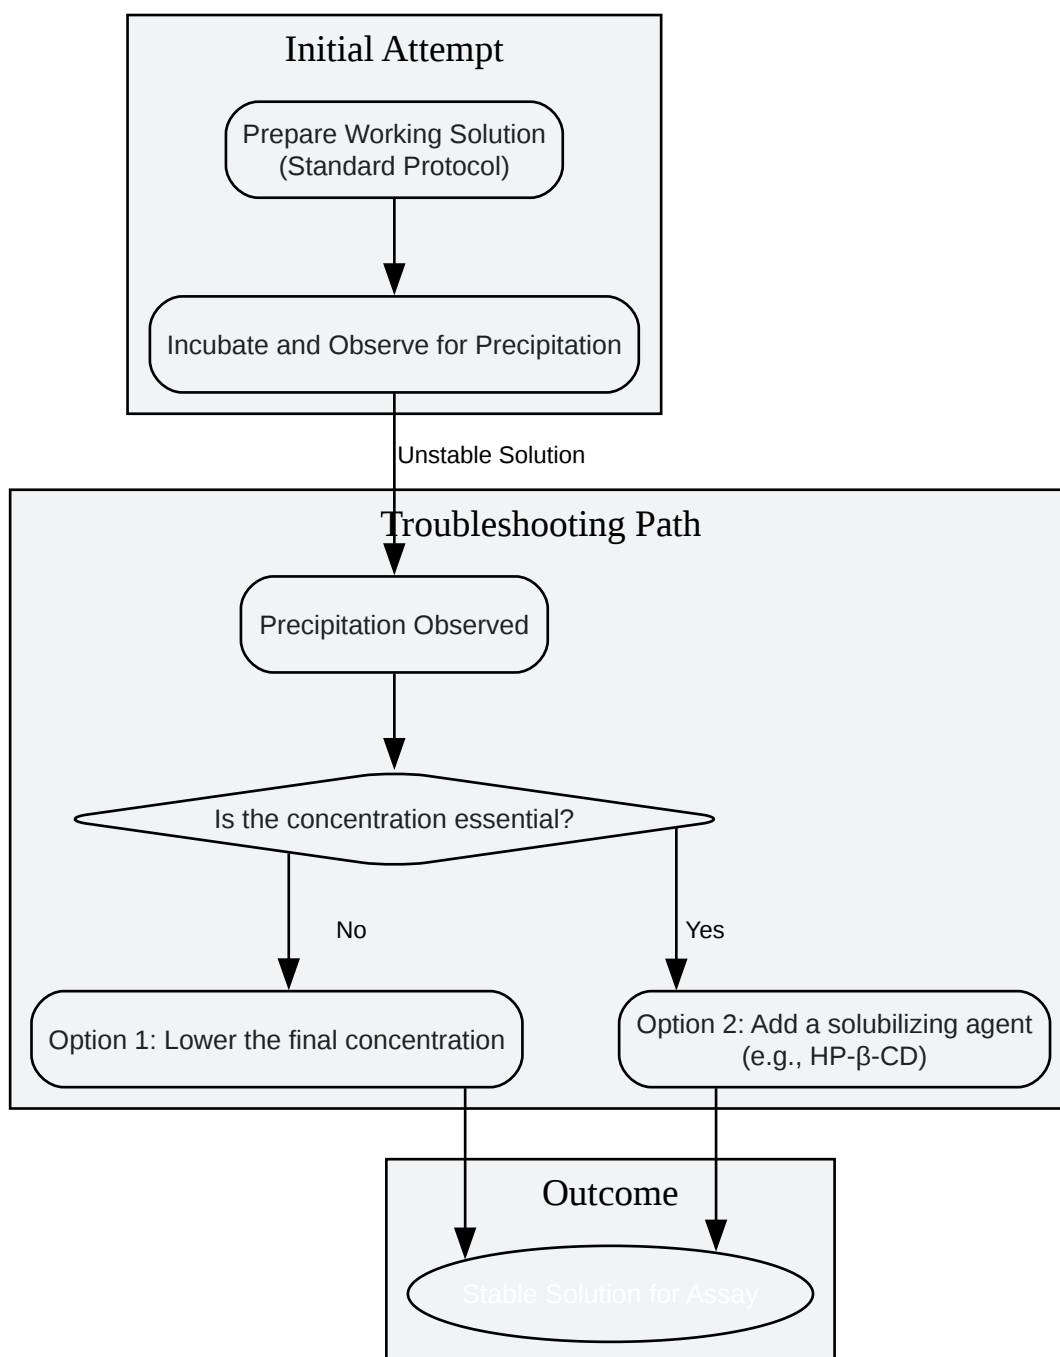 Initial Attempt
Prepare Working Solution
(Standard Protocol)
Incubate and Observe for Precipitation
Unstable Solution
Troubleshooting Path
Precipitation Observed
Is the concentration essential?
No
Yes
Option 1: Lower the final concentration
Option 2: Add a solubilizing agent
(e.g., HP-β-CD)
Outcome
Stable Solution for Assay